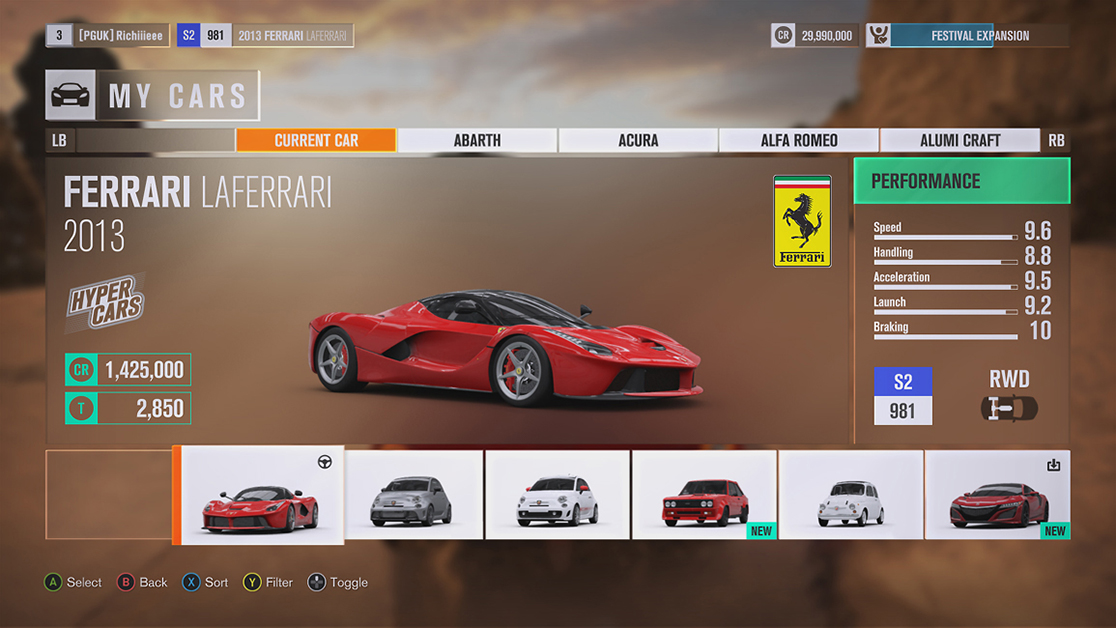 3 [PGUK] Richiiieee S2 981 2013 FERRARI LAFERRARI
CR 29,990,000 FESTIVAL EXPANSION
MY CARS
LB CURRENT CAR ABARTH ACURA ALFA ROMEO ALUMI CRAFT RB
FERRARI LAFERRARI
2013
HYPER
CARS
CR 1,425,000
T 2,850
Ferrari
PERFORMANCE
Speed 9.6
Handling 8.8
Acceleration 9.5
Launch 9.2
Braking 10
S2
981
RWD
NEW
NEW
A Select B Back X Sort Y Filter Toggle